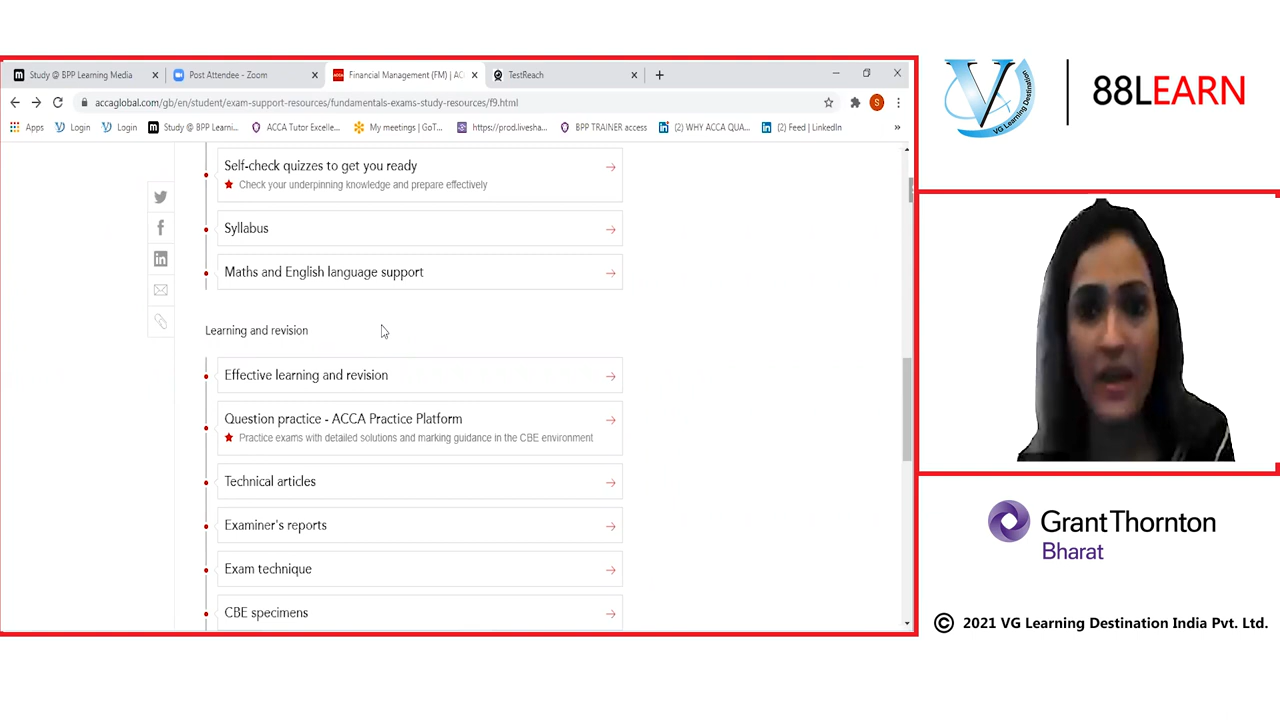 Study @ BPP Learning Media
Post Attendee - Zoom
Financial Management (FM) | AC
TestReach
accaglobal.com/gb/en/student/exam-support-resources/fundamentals-exams-study-resources/f9.html
S
Apps
Login
Login
Study @ BPP Learni...
ACCA Tutor Excelle...
My meetings | GoT...
https://prod.livesha...
BPP TRAINER access
(2) WHY ACCA QUA...
(2) Feed | LinkedIn
»
Self-check quizzes to get you ready
Check your underpinning knowledge and prepare effectively
Syllabus
Maths and English language support
Learning and revision
Effective learning and revision
Question practice - ACCA Practice Platform
Practice exams with detailed solutions and marking guidance in the CBE environment
Technical articles
Examiner's reports
Exam technique
CBE specimens
V
VG Learning Destination
88LEARN
Grant Thornton
Bharat
© 2021 VG Learning Destination India Pvt. Ltd.